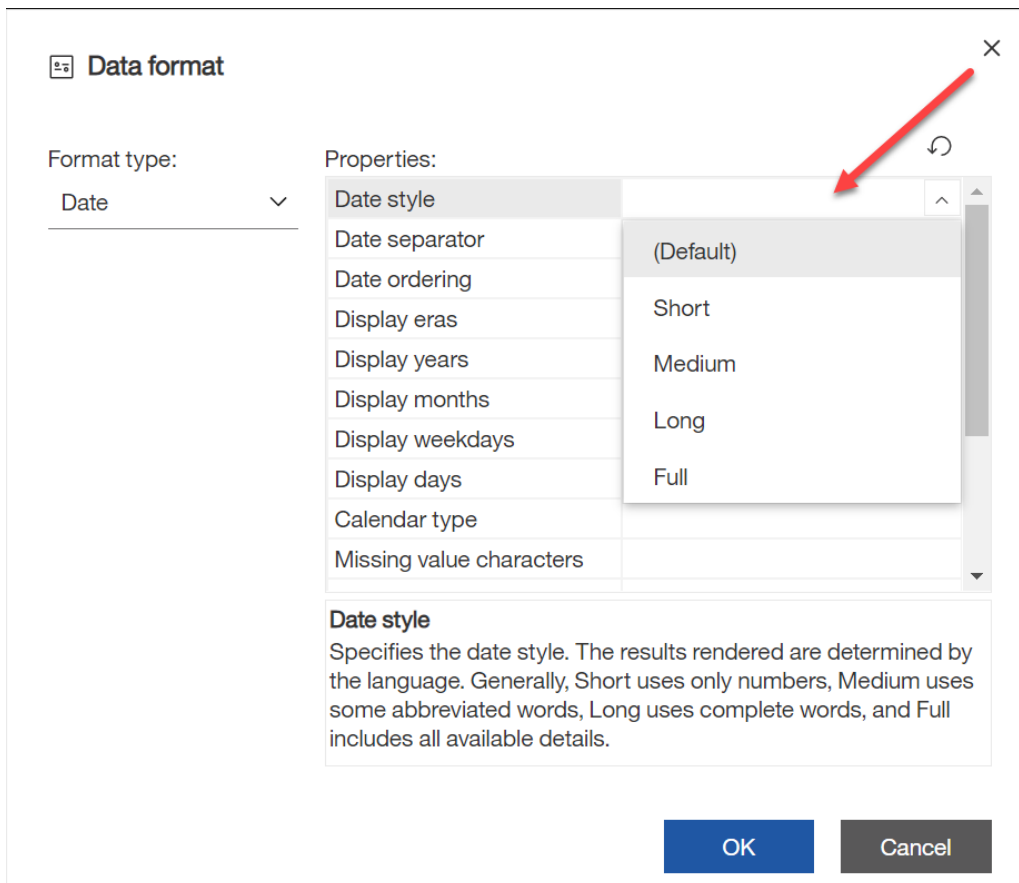 Data format
Format type:
Date
Properties:
Date style
(Default)
Short
Medium
Long
Full
Date separator
Date ordering
Display eras
Display years
Display months
Display weekdays
Display days
Calendar type
Missing value characters
Date style
Specifies the date style. The results rendered are determined by
the language. Generally, Short uses only numbers, Medium uses
some abbreviated words, Long uses complete words, and Full
includes all available details.
OK
Cancel